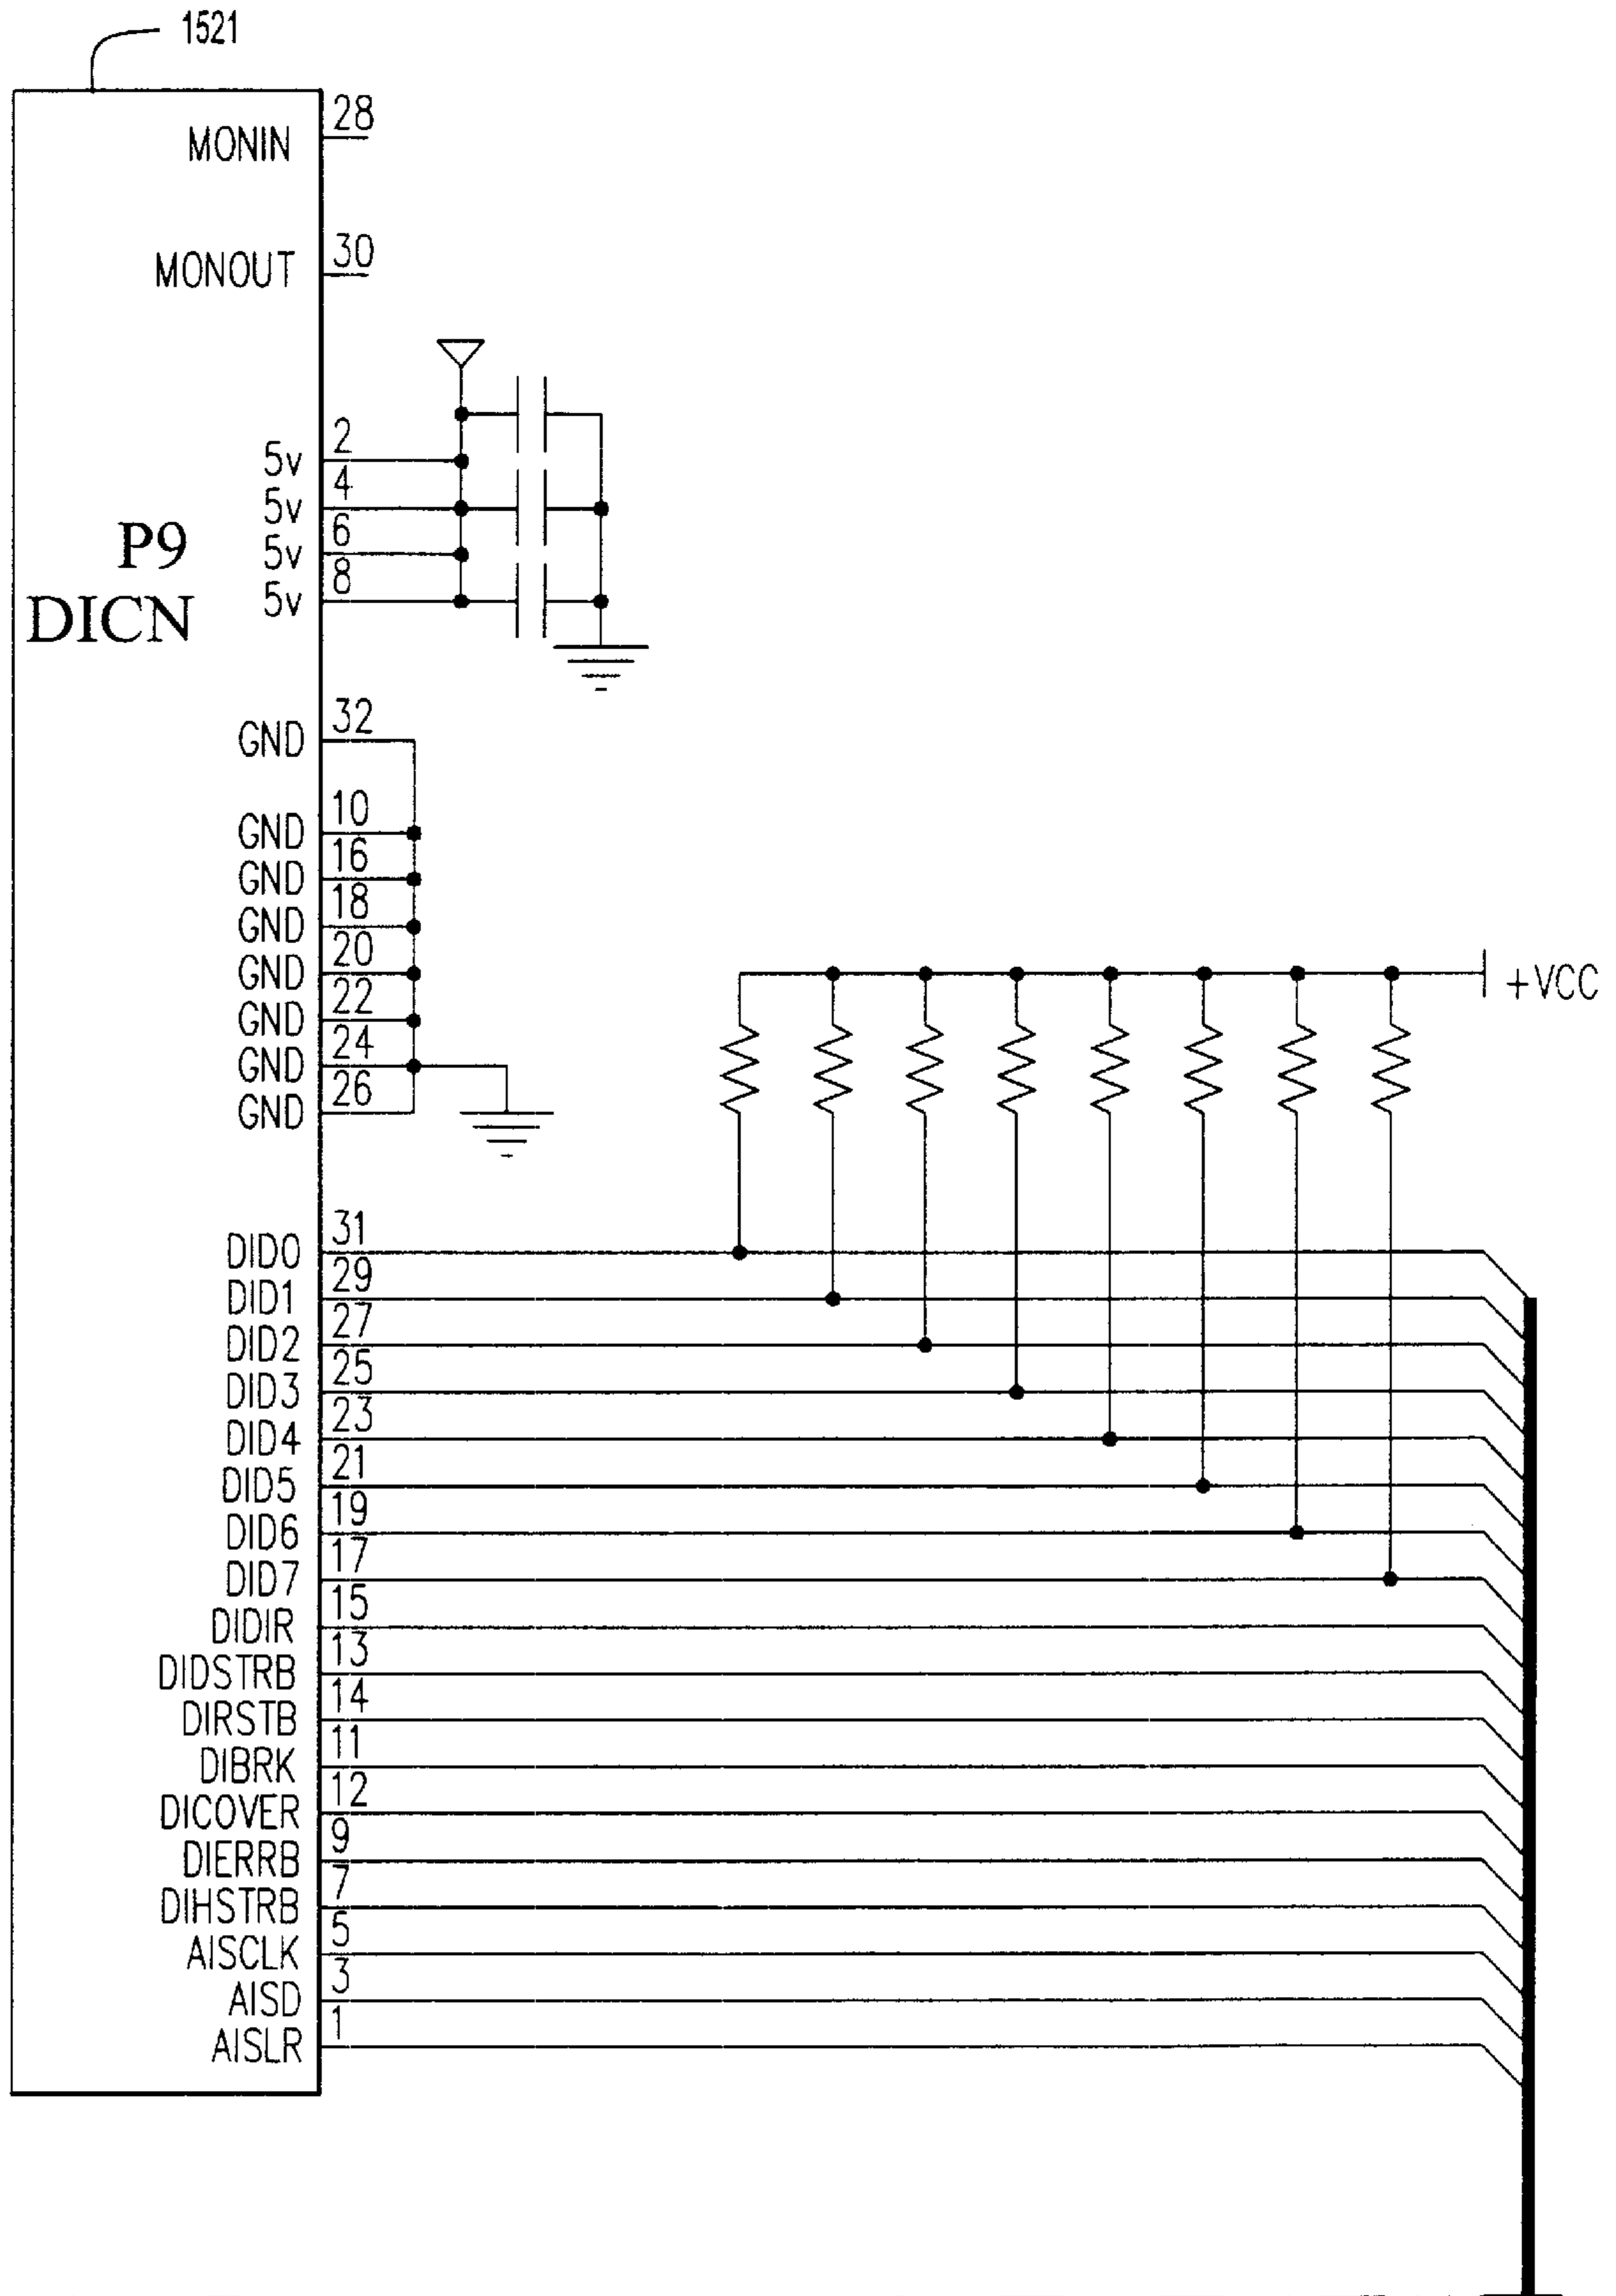 1521
MONIN 28
MONOUT 30
5v 2
5v 4
5v 6
5v 8
P9
DICN
GND 32
GND 10
GND 16
GND 18
GND 20
GND 22
GND 24
GND 26
+VCC
DID0 31
DID1 29
DID2 27
DID3 25
DID4 23
DID5 21
DID6 19
DID7 17
DIDIR 15
DIDSTRB 13
DIRSTB 14
DIBRK 11
DICOVER 12
DIERRB 9
DIHSTRB 7
AISCLK 5
AISD 3
AISLR 1